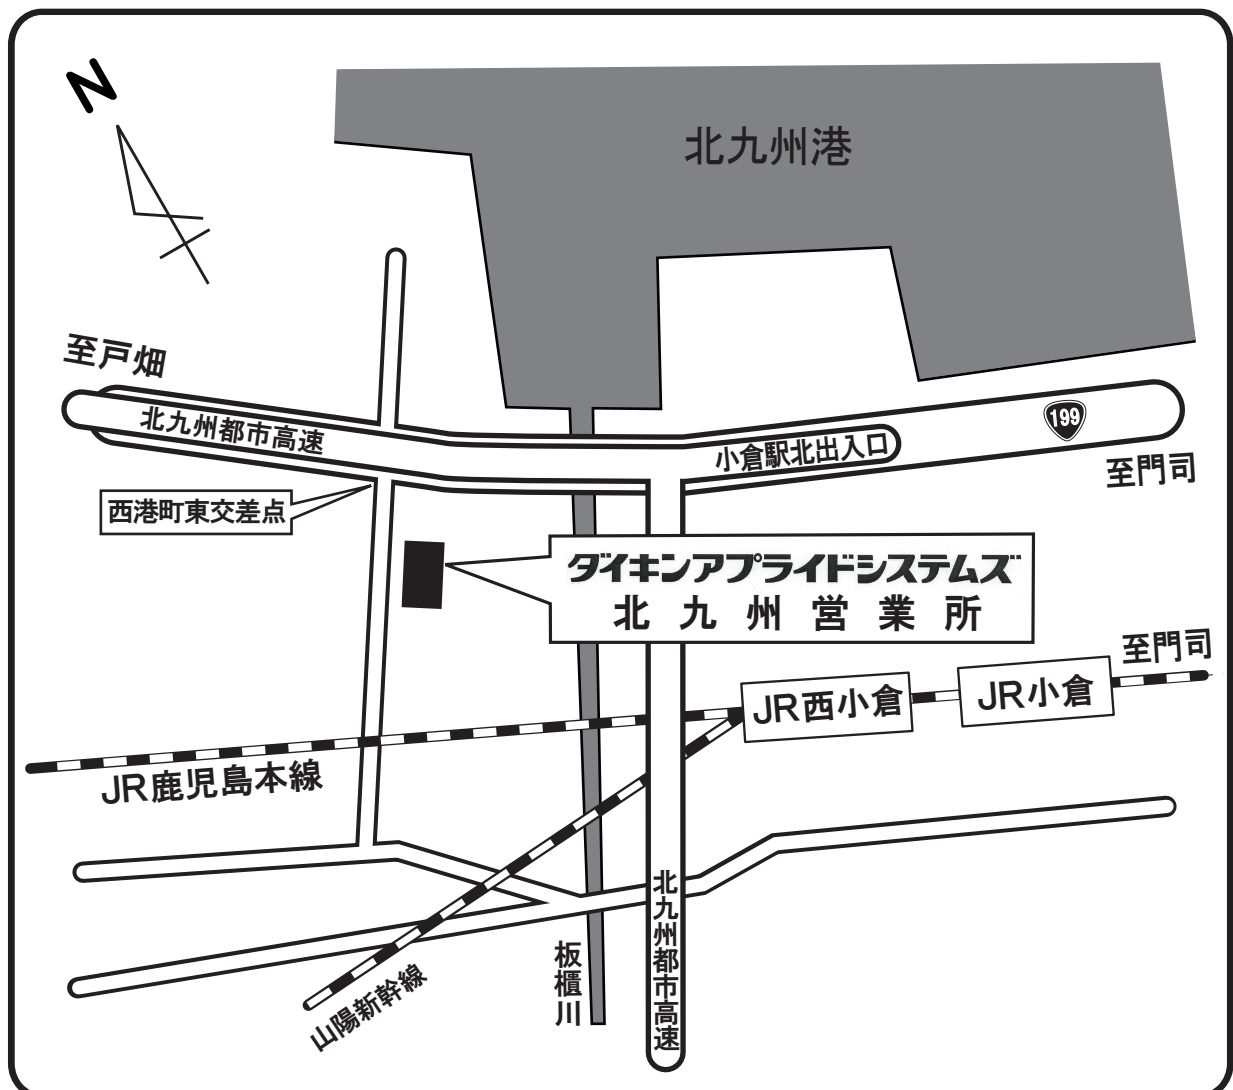 N
北九州港
至戸畑
北九州都市高速
小倉駅北出入口
199
至門司
西港町東交差点
ダイキンアプライドシステムズ
北九州営業所
至門司
JR西小倉
JR小倉
JR鹿児島本線
北九州都市高速
板櫃川
山陽新幹線